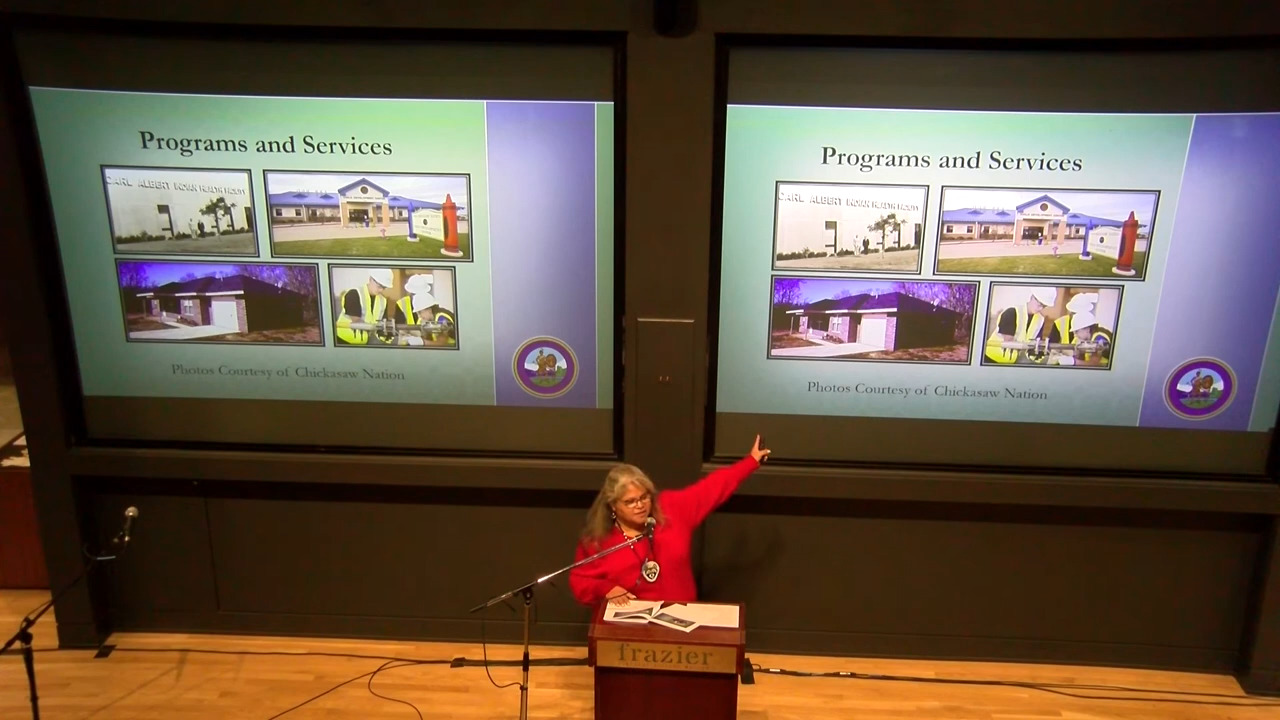 Programs and Services
CARL ALBERT INDIAN HEALTH FACILITY
Photos Courtesy of Chickasaw Nation
Programs and Services
CARL ALBERT INDIAN HEALTH FACILITY
Photos Courtesy of Chickasaw Nation
frazier